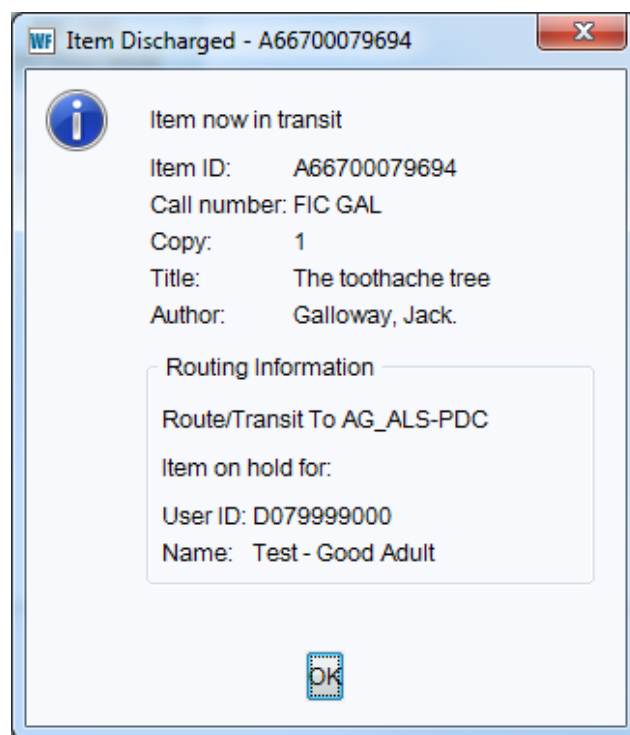 WF Item Discharged - A66700079694
Item now in transit
Item ID: A66700079694
Call number: FIC GAL
Copy: 1
Title: The toothache tree
Author: Galloway, Jack.
Routing Information
Route/Transit To AG_ALS-PDC
Item on hold for:
User ID: D079999000
Name: Test - Good Adult
OK